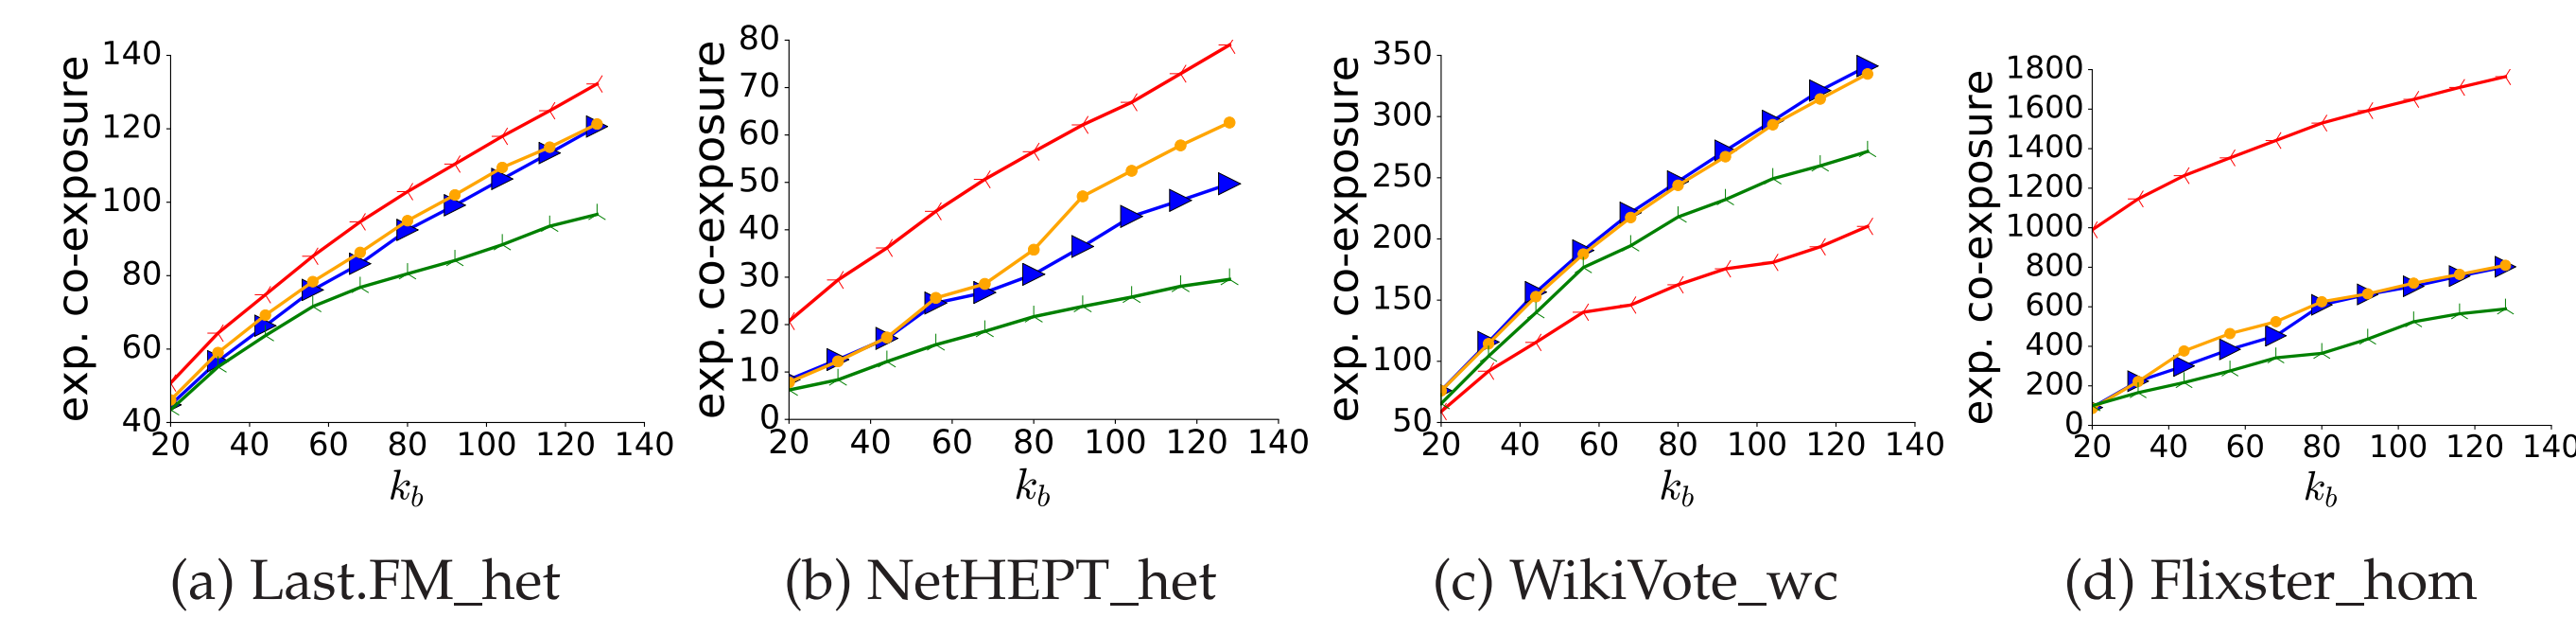 exp. co-exposure
140
120
100
80
60
40
20 40 60 80 100 120 140
k_b
(a) Last.FM_het
exp. co-exposure
80
70
60
50
40
30
20
10
0
20 40 60 80 100 120 140
k_b
(b) NetHEPT_het
exp. co-exposure
350
300
250
200
150
100
50
20 40 60 80 100 120 140
k_b
(c) WikiVote_wc
exp. co-exposure
1800
1600
1400
1200
1000
800
600
400
200
0
20 40 60 80 100 120 140
k_b
(d) Flixster_hom